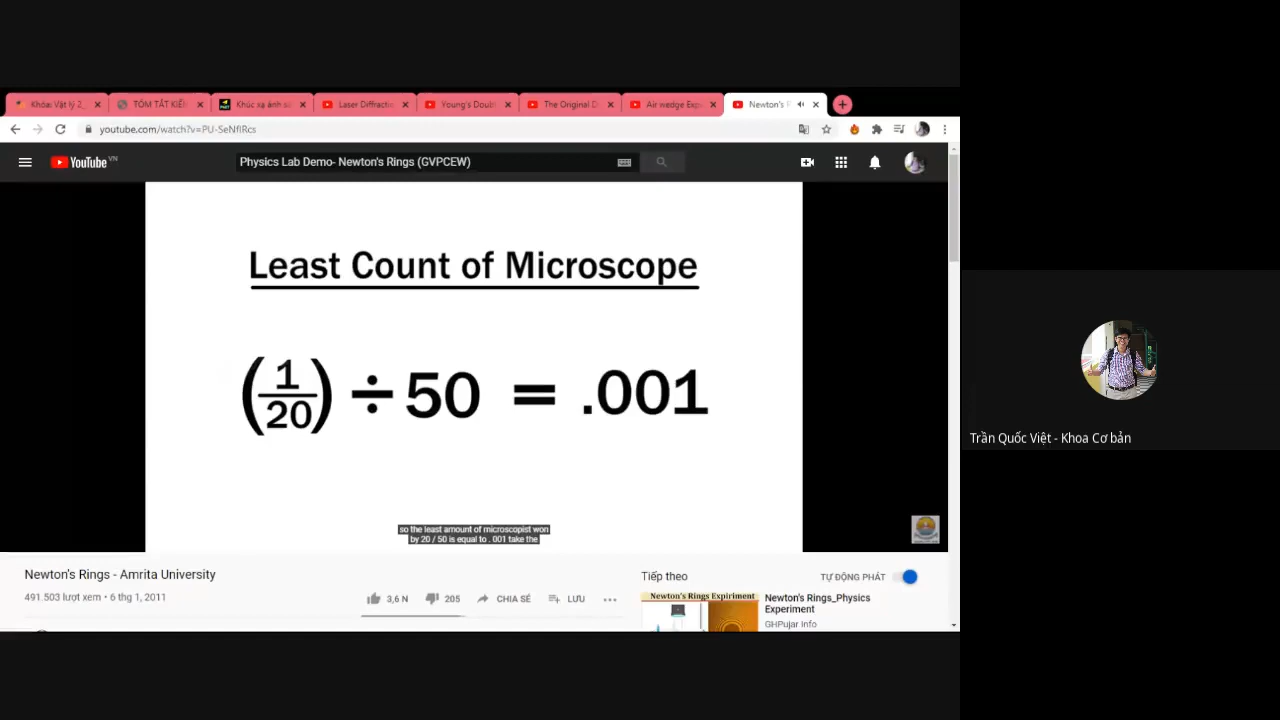 Khóa: Vật lý 2_
TÓM TẮT KIẾI
Khúc xạ ánh sá
Laser Diffractio
Young's Doubl
The Original D
Air wedge Exp
Newton's R
youtube.com/watch?v=PU-SeNfIRcs
YouTube VN
Physics Lab Demo- Newton's Rings (GVPCEW)
Least Count of Microscope
(1/20) ÷ 50 = .001
so the least amount of microscopist won
by 20 / 50 is equal to . 001 take the
Newton's Rings - Amrita University
491.503 lượt xem • 6 thg 1, 2011
3,6 N
205
CHIA SẺ
LƯU
Tiếp theo
TỰ ĐỘNG PHÁT
Newton's Rings Expiriment
Newton's Rings_Physics
Experiment
GHPujar Info
Trần Quốc Việt - Khoa Cơ bản